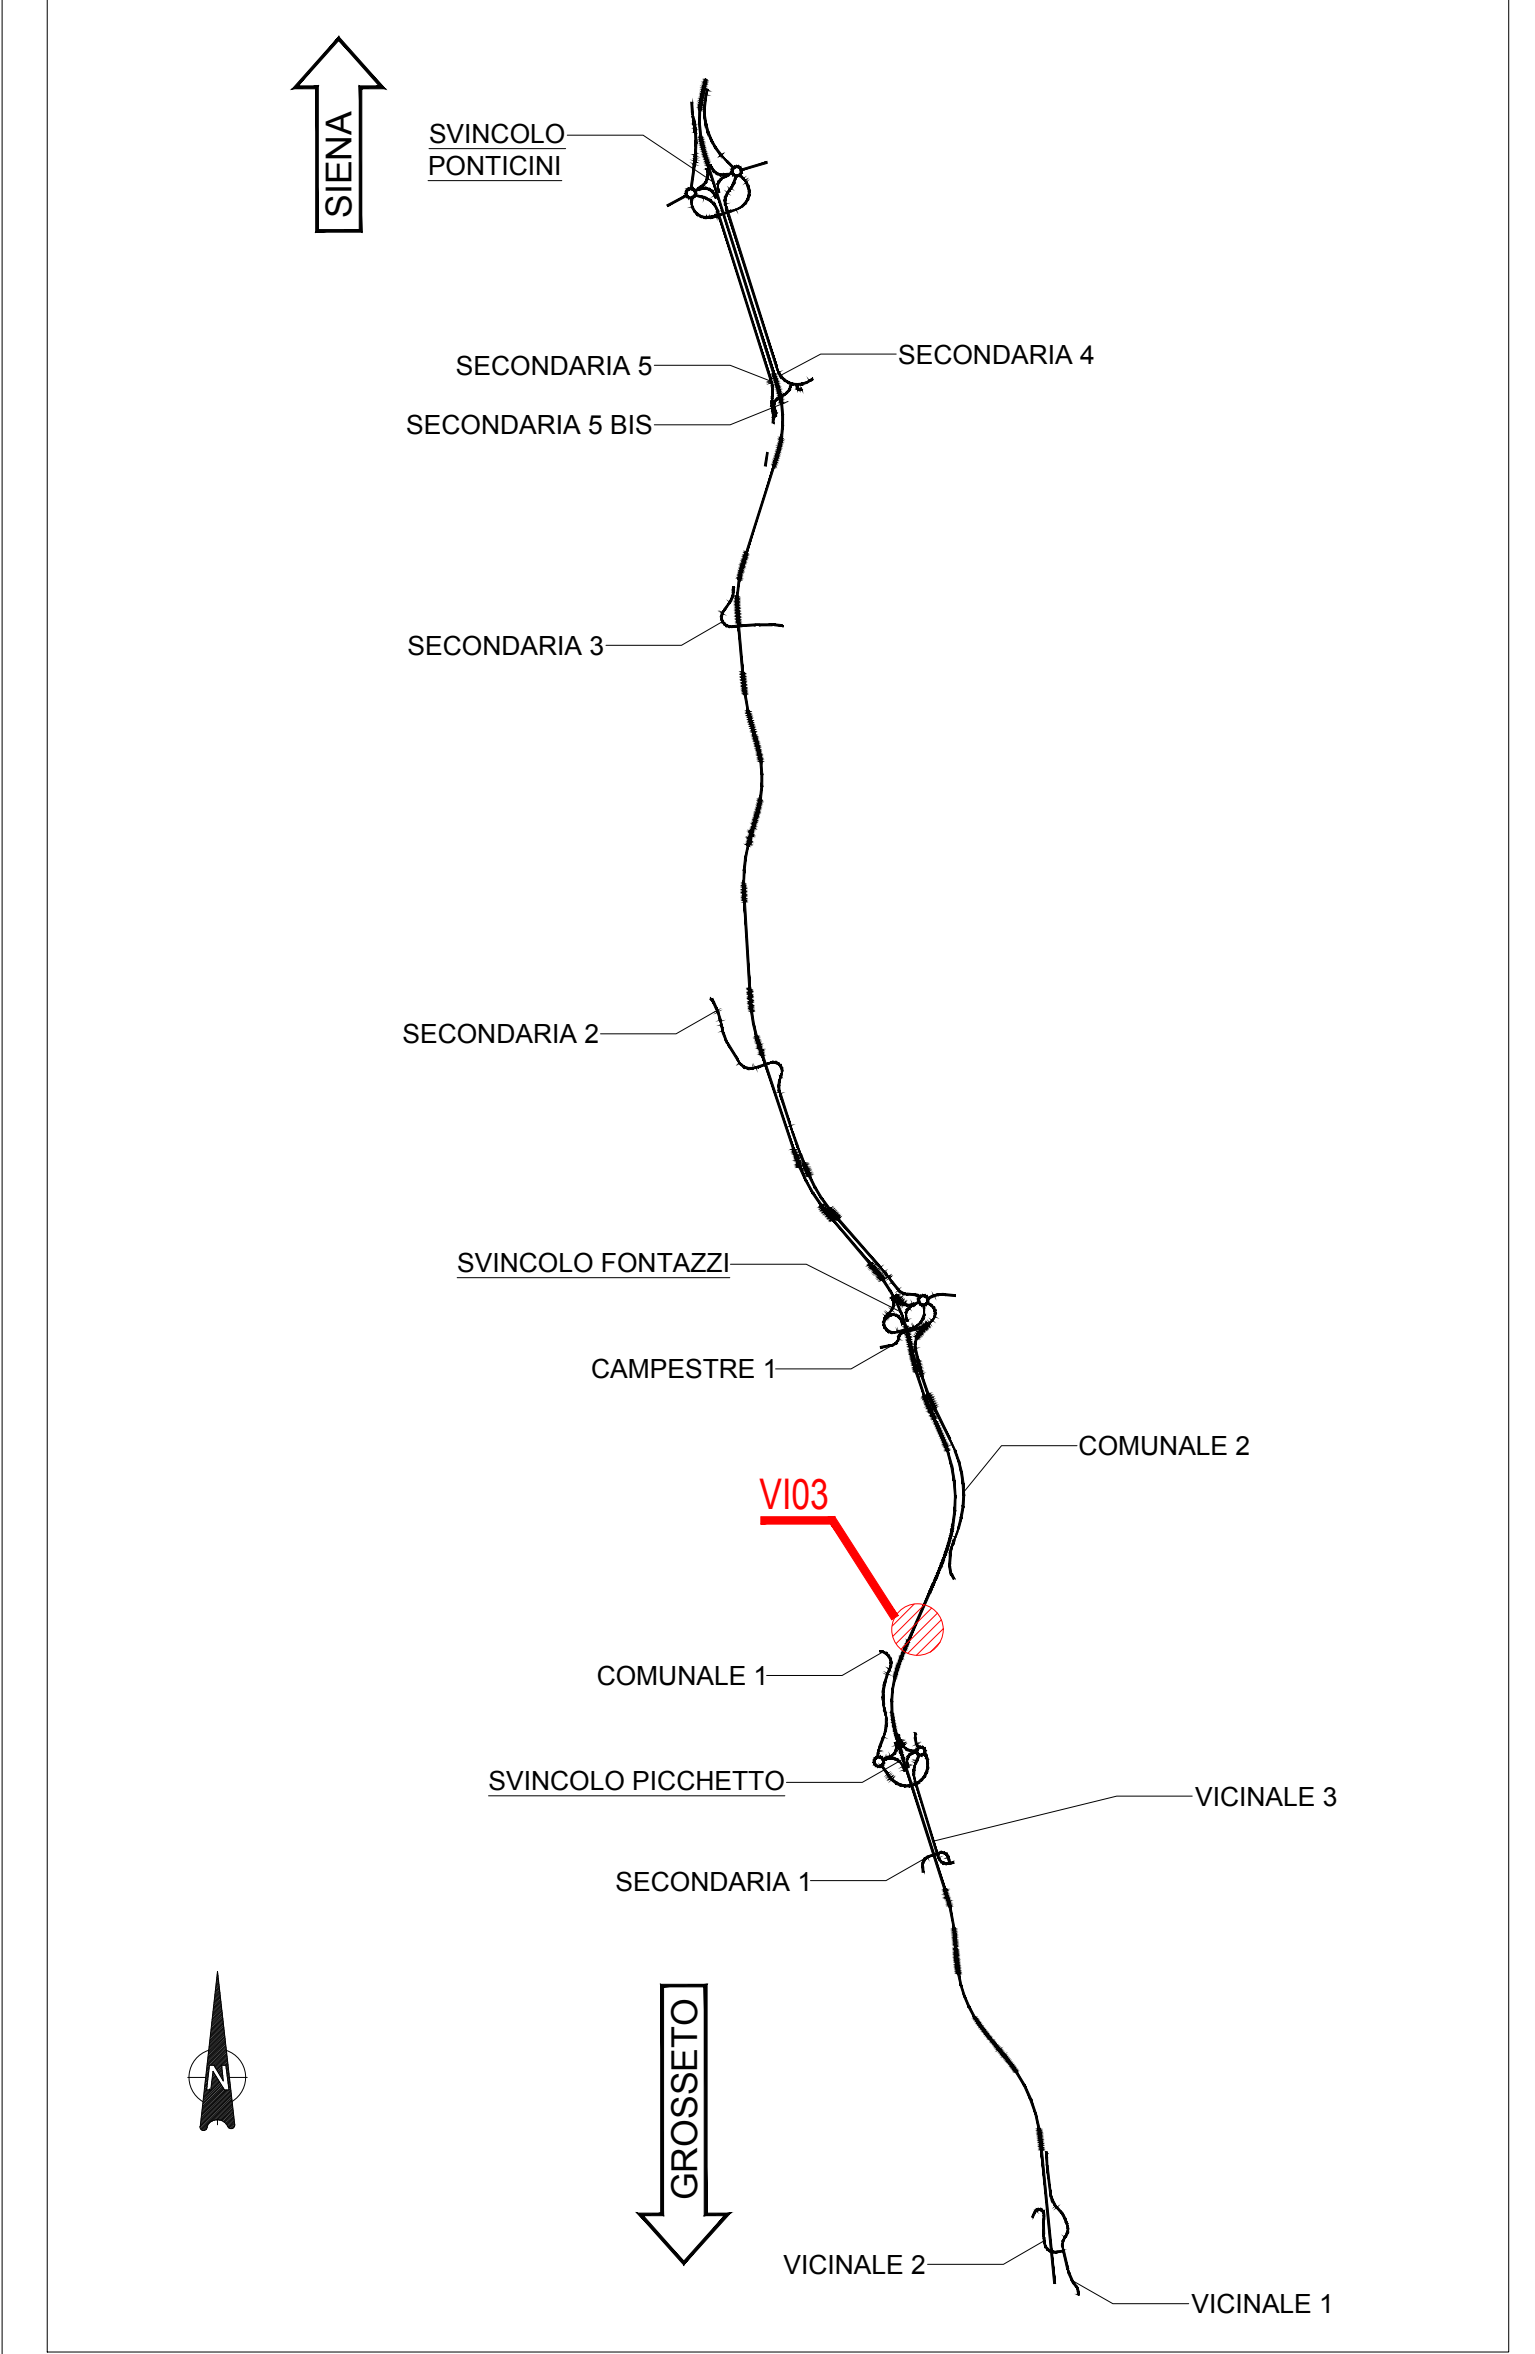 SIENA
SVINCOLO
PONTICINI
SECONDARIA 4
SECONDARIA 5
SECONDARIA 5 BIS
SECONDARIA 3
SECONDARIA 2
SVINCOLO FONTAZZI
CAMPESTRE 1
COMUNALE 2
VI03
COMUNALE 1
SVINCOLO PICCHETTO
VICINALE 3
SECONDARIA 1
N
GROSSETO
VICINALE 2
VICINALE 1